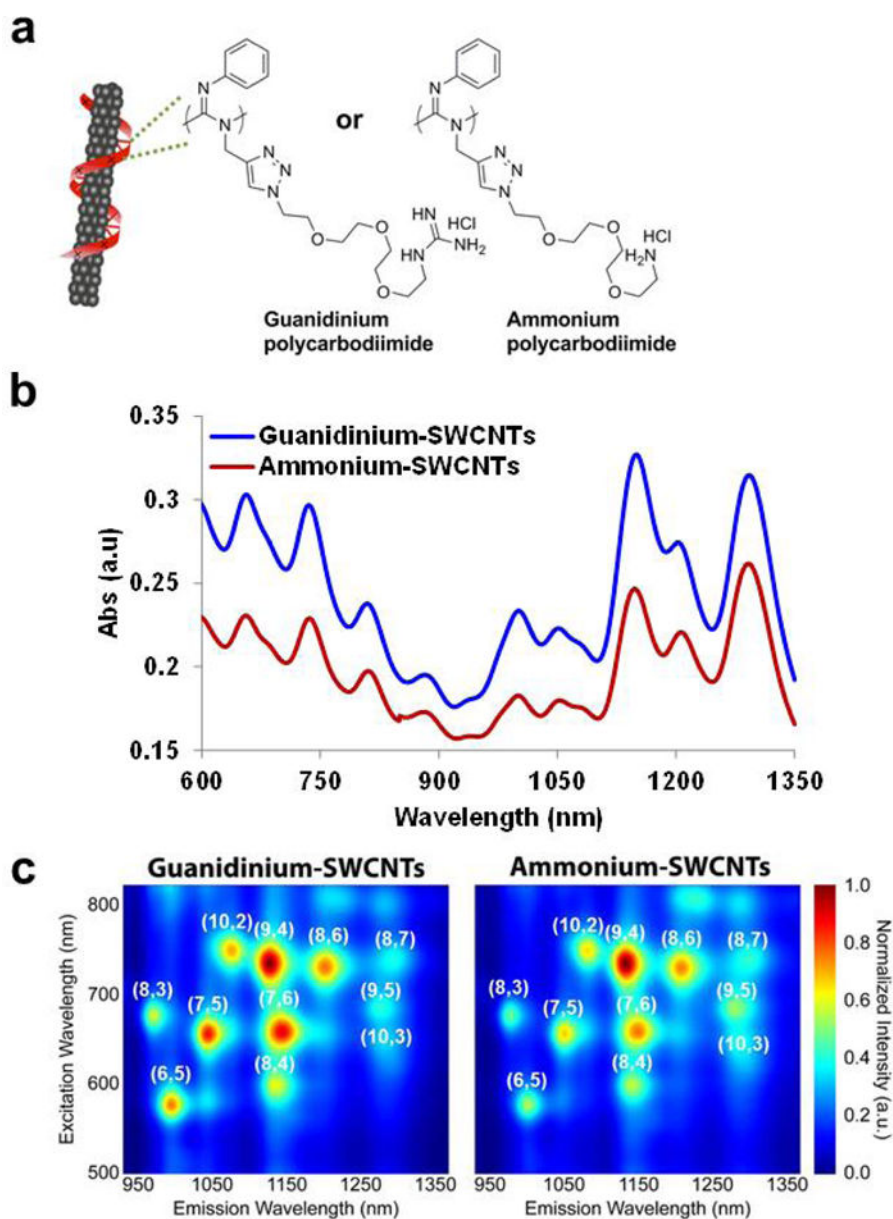 a
NPh
N
N
or
N
N
N
N
N
N
N
N
O
O
O
O
O
O
NH
HCl
HN
NH2
HCl
H2N
Guanidinium
polycarbodiimide
Ammonium
polycarbodiimide
b
0.35
0.3
0.25
0.2
0.15
Abs (a.u)
Guanidinium-SWCNTs
Ammonium-SWCNTs
600
750
900
1050
1200
1350
Wavelength (nm)
c
Guanidinium-SWCNTs
Ammonium-SWCNTs
Excitation Wavelength (nm)
800
700
600
500
(10,2)
(9,4)
(8,6)
(8,7)
(8,3)
(7,5)
(7,6)
(9,5)
(10,3)
(6,5)
(8,4)
950
1050
1150
1250
1350
Emission Wavelength (nm)
(10,2)
(9,4)
(8,6)
(8,7)
(8,3)
(7,5)
(7,6)
(9,5)
(10,3)
(6,5)
(8,4)
950
1050
1150
1250
1350
Emission Wavelength (nm)
1.0
0.8
0.6
0.4
0.2
0.0
Normalized Intensity (a.u.)